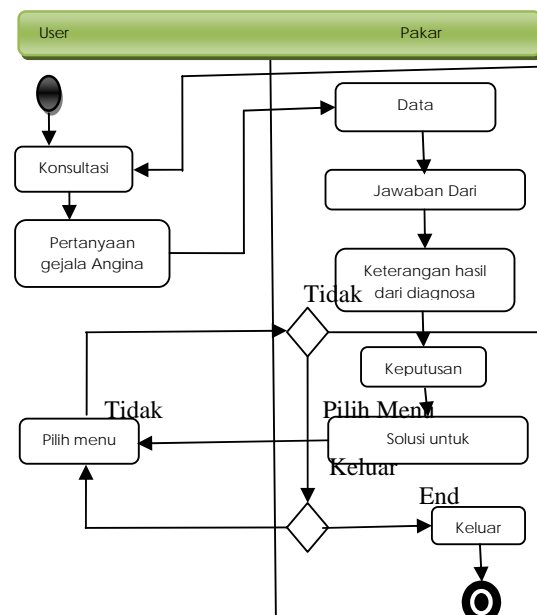 User
Pakar
Data
Konsultasi
Jawaban Dari
Pertanyaan
gejala Angina
Keterangan hasil
dari diagnosa
Tidak
Keputusan
Tidak
Pilih Menu
Pilih menu
Solusi untuk
Keluar
End
Keluar